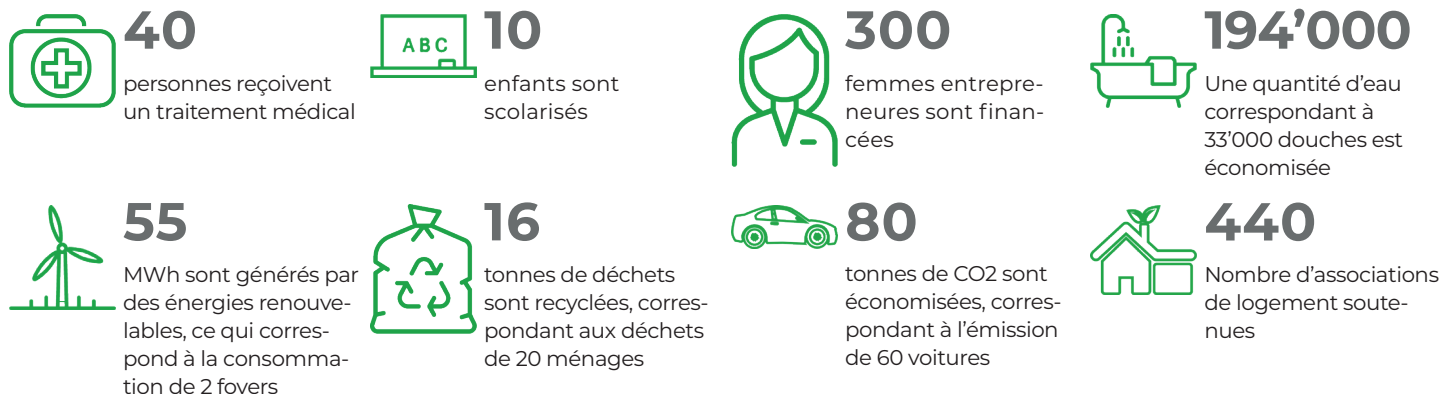 40
personnes reçoivent
un traitement médical
ABC
10
enfants sont
scolarisés
300
femmes entrepre-
neures sont finan-
cées
194’000
Une quantité d’eau
correspondant à
33’000 douches est
économisée
55
MWh sont générés par
des énergies renouve-
lables, ce qui corres-
pond à la consomma-
tion de 2 foyers
16
tonnes de déchets
sont recyclées, corres-
pondant aux déchets
de 20 ménages
80
tonnes de CO2 sont
économisées, corres-
pondant à l’émission
de 60 voitures
440
Nombre d’associations
de logement soute-
nues